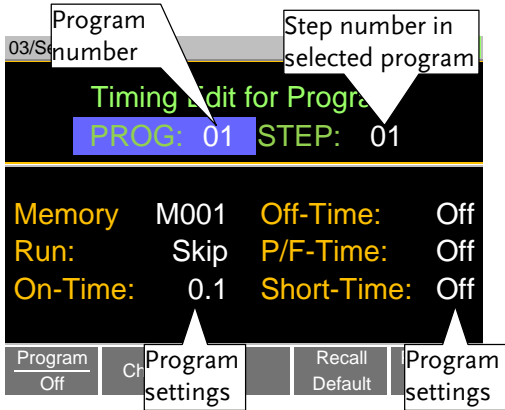 Program number
Step number in selected program
03/Se
Timing Edit for Progra
PROG: 01 STEP: 01
Memory M001 Off-Time: Off
Run: Skip P/F-Time: Off
On-Time: 0.1 Short-Time: Off
Program Off
Ch
Recall Default
Program settings
Program settings